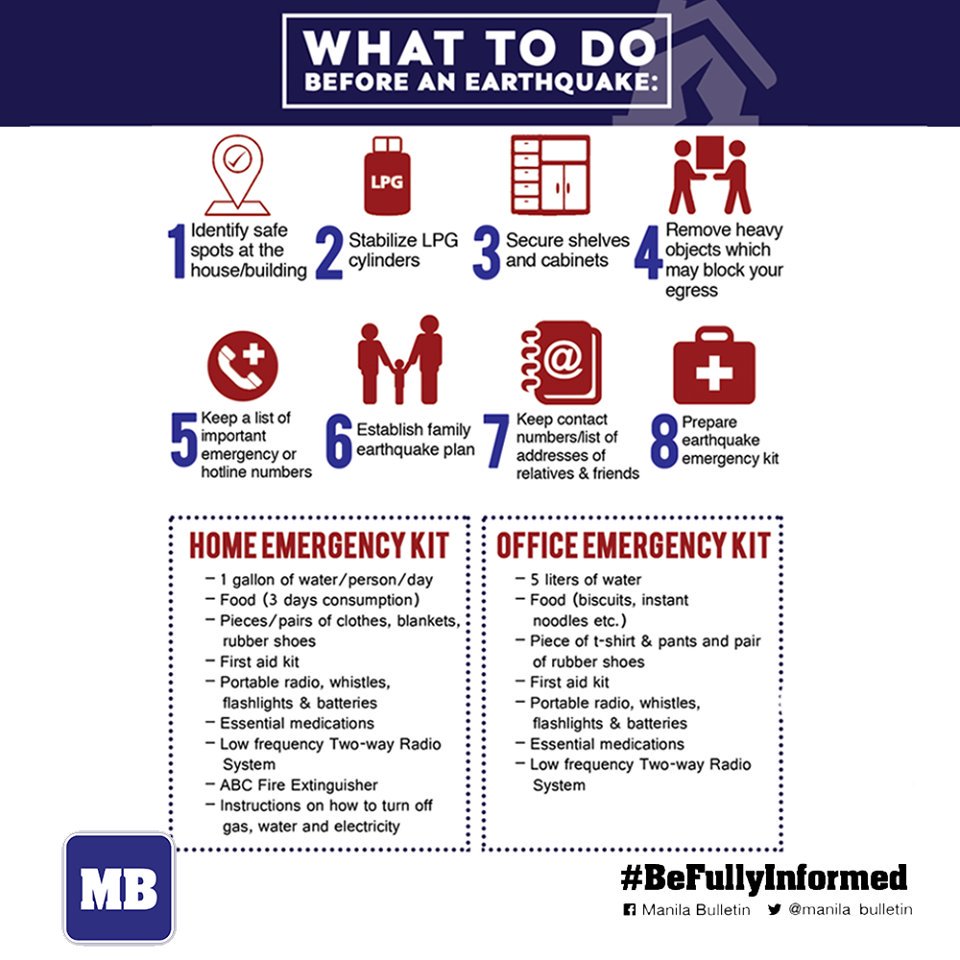 WHAT TO DO
BEFORE AN EARTHQUAKE:
LPG
1 Identify safe
spots at the
house/building
2 Stabilize LPG
cylinders
3 Secure shelves
and cabinets
4 Remove heavy
objects which
may block your
egress
@
5 Keep a list of
important
emergency or
hotline numbers
6 Establish family
earthquake plan
7 Keep contact
numbers/list of
addresses of
relatives & friends
8 Prepare
earthquake
emergency kit
HOME EMERGENCY KIT
– 1 gallon of water/person/day
– Food (3 days consumption)
– Pieces/pairs of clothes, blankets,
rubber shoes
– First aid kit
– Portable radio, whistles,
flashlights & batteries
– Essential medications
– Low frequency Two-way Radio
System
– ABC Fire Extinguisher
– Instructions on how to turn off
gas, water and electricity
OFFICE EMERGENCY KIT
– 5 liters of water
– Food (biscuits, instant
noodles etc.)
– Piece of t-shirt & pants and pair
of rubber shoes
– First aid kit
– Portable radio, whistles,
flashlights & batteries
– Essential medications
– Low frequency Two-way Radio
System
MB
#BeFullyInformed
Manila Bulletin @manila_bulletin